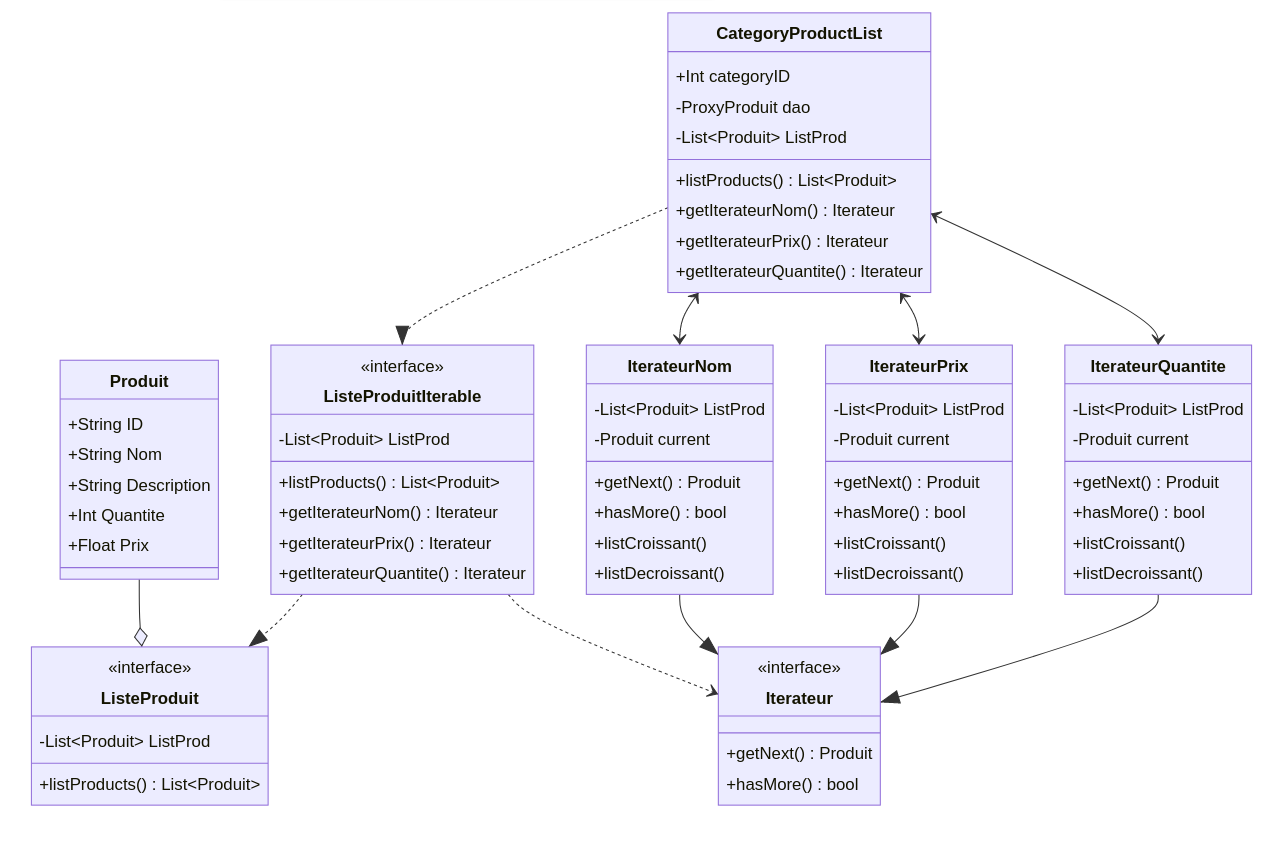 CategoryProductList
+Int categoryID
-ProxyProduit dao
-List<Produit> ListProd
+listProducts() : List<Produit>
+getIterateurNom() : Iterateur
+getIterateurPrix() : Iterateur
+getIterateurQuantite() : Iterateur
Produit
+String ID
+String Nom
+String Description
+Int Quantite
+Float Prix
«interface»
ListeProduitIterable
-List<Produit> ListProd
+listProducts() : List<Produit>
+getIterateurNom() : Iterateur
+getIterateurPrix() : Iterateur
+getIterateurQuantite() : Iterateur
IterateurNom
-List<Produit> ListProd
-Produit current
+getNext() : Produit
+hasMore() : bool
+listCroissant()
+listDecroissant()
IterateurPrix
-List<Produit> ListProd
-Produit current
+getNext() : Produit
+hasMore() : bool
+listCroissant()
+listDecroissant()
IterateurQuantite
-List<Produit> ListProd
-Produit current
+getNext() : Produit
+hasMore() : bool
+listCroissant()
+listDecroissant()
«interface»
ListeProduit
-List<Produit> ListProd
+listProducts() : List<Produit>
«interface»
Iterateur
+getNext() : Produit
+hasMore() : bool